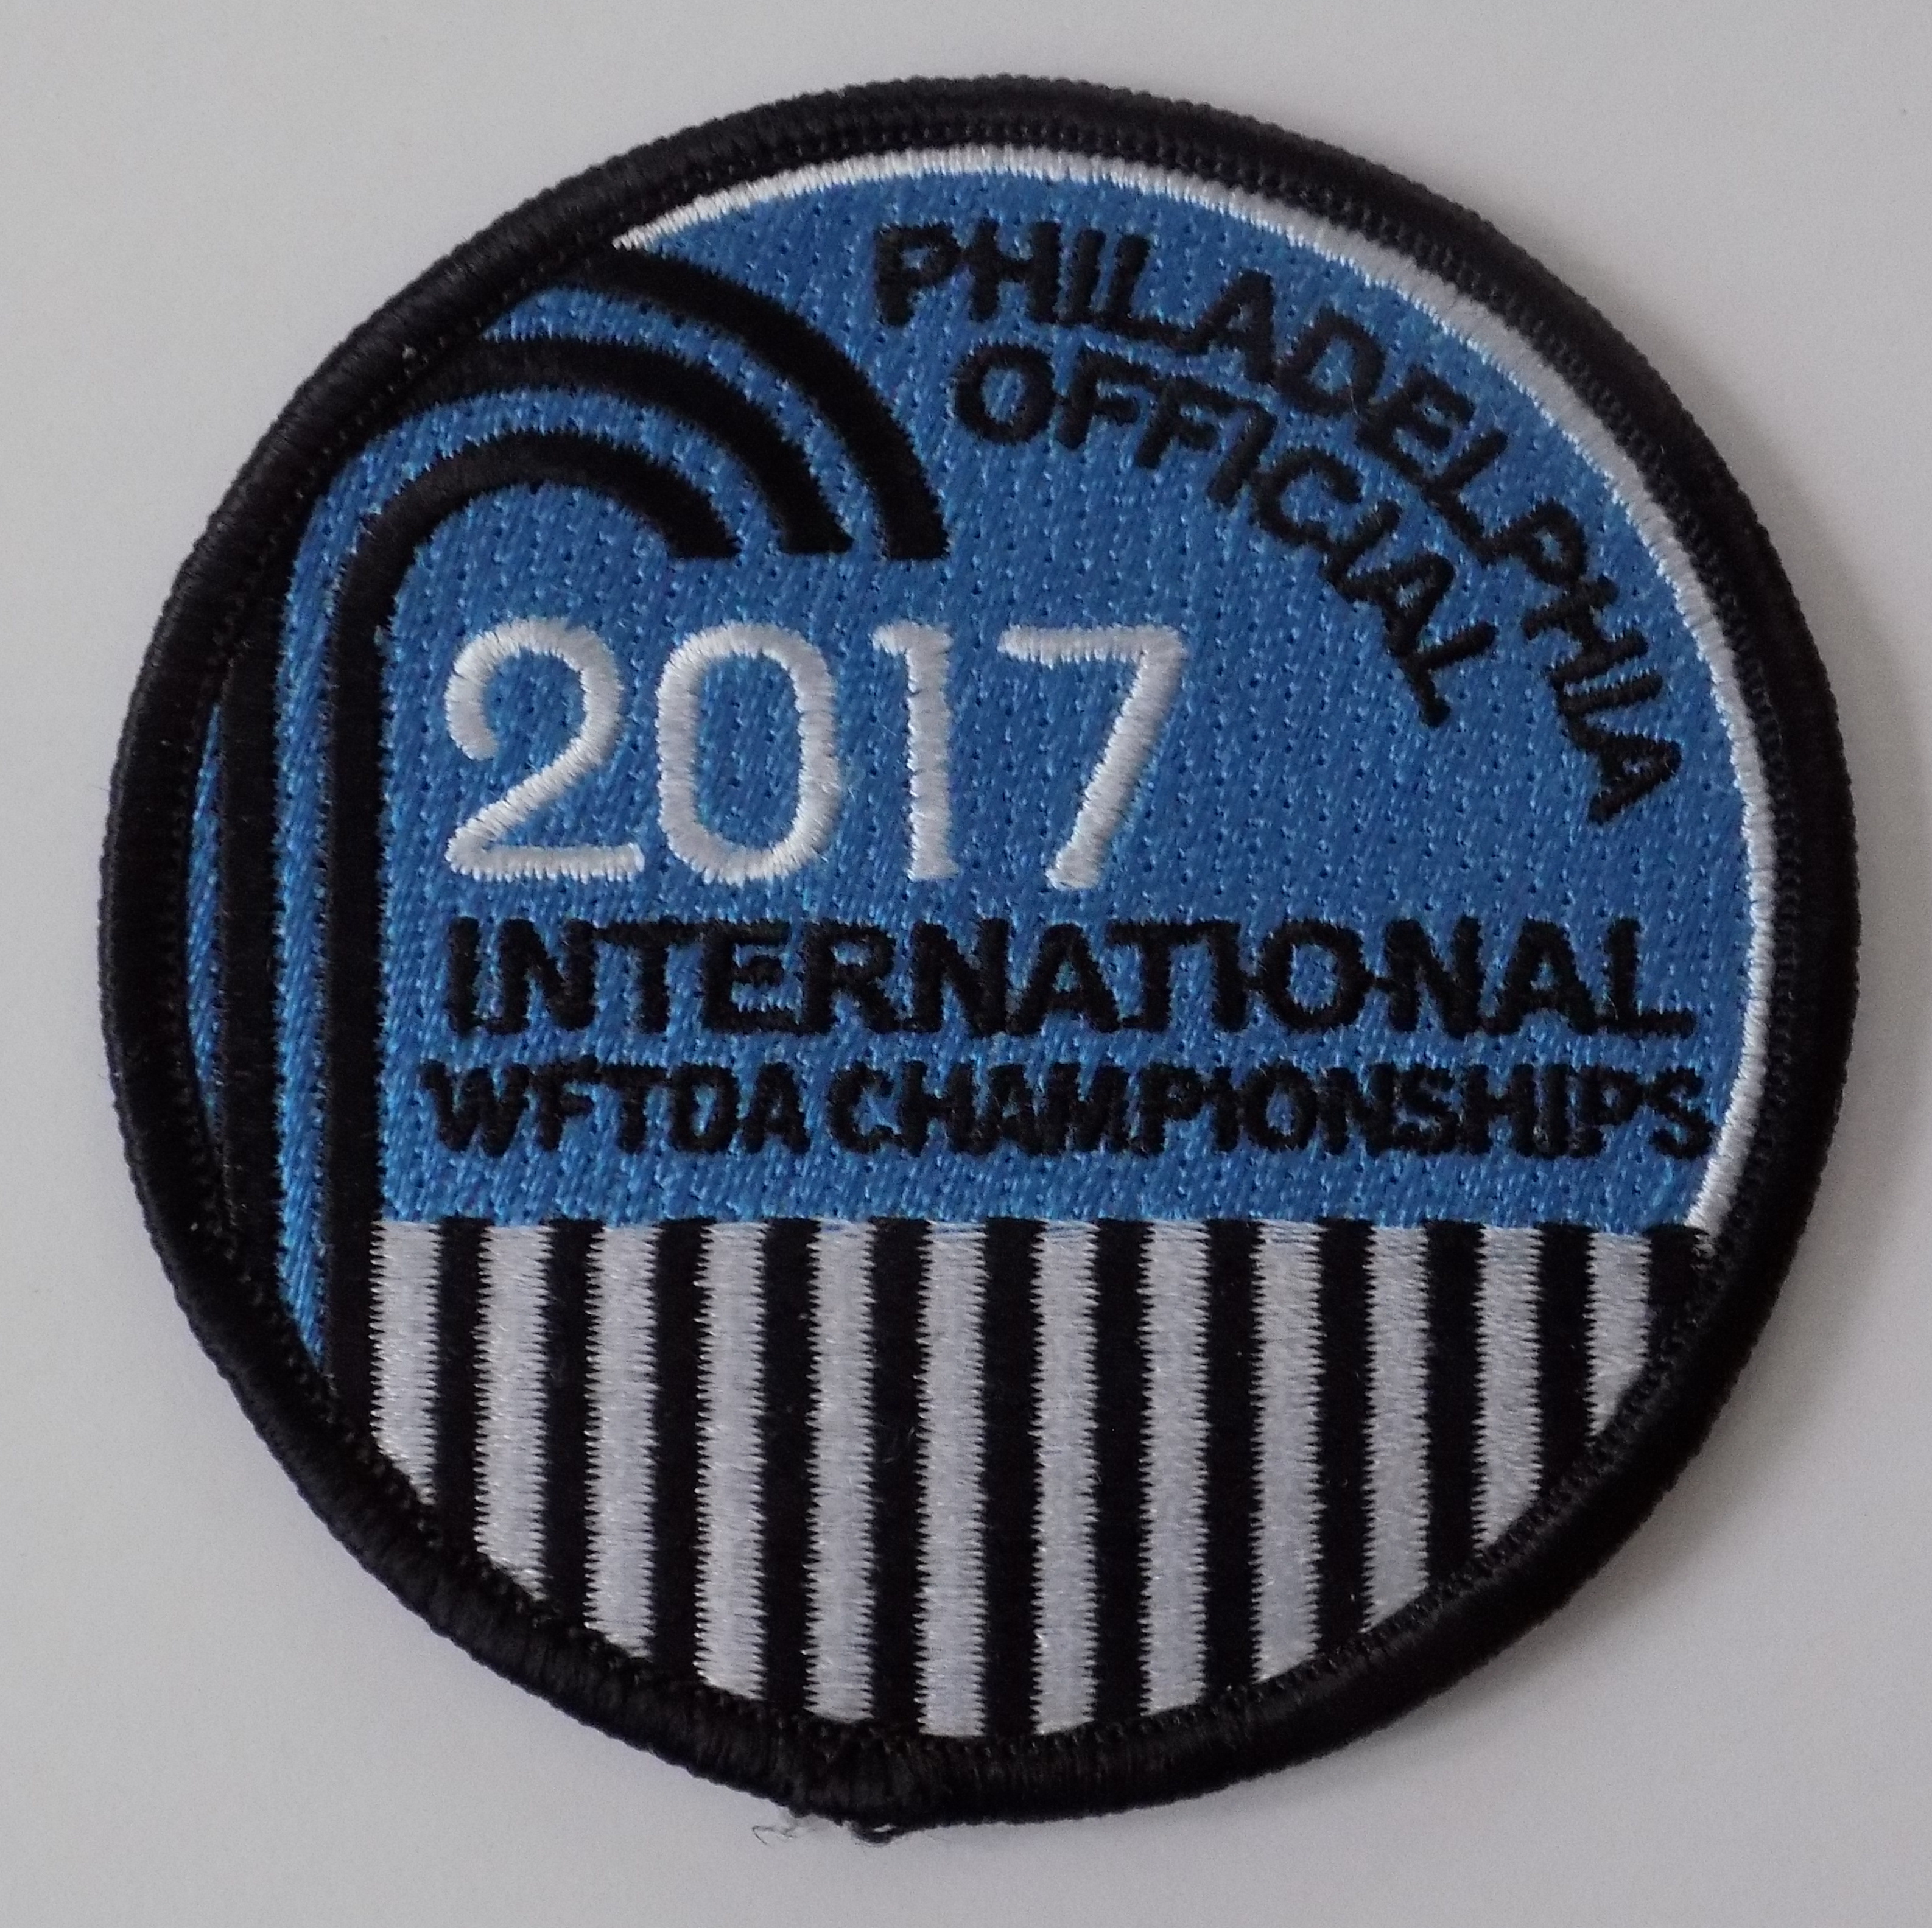 PHILADELPHIA
OFFICIAL
2017
INTERNATIONAL
WFTDA CHAMPIONSHIPS